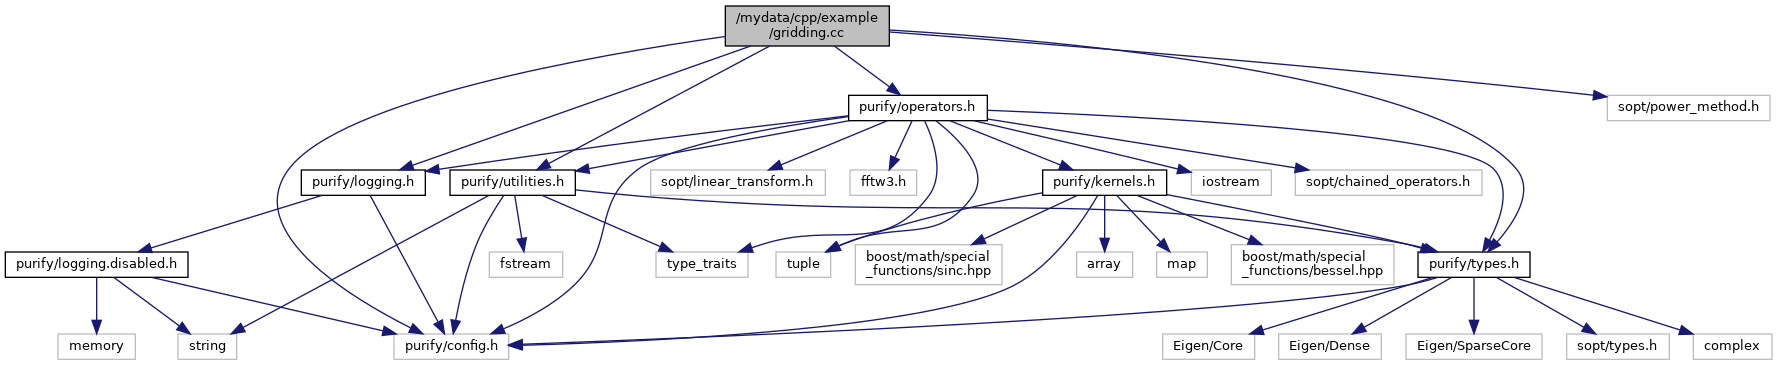 /mydata/cpp/example
/gridding.cc
purify/operators.h
sopt/power_method.h
purify/logging.h
purify/utilities.h
sopt/linear_transform.h
fftw3.h
purify/kernels.h
iostream
sopt/chained_operators.h
purify/logging.disabled.h
fstream
type_traits
tuple
boost/math/special
_functions/sinc.hpp
array
map
boost/math/special
_functions/bessel.hpp
purify/types.h
memory
string
purify/config.h
Eigen/Core
Eigen/Dense
Eigen/SparseCore
sopt/types.h
complex